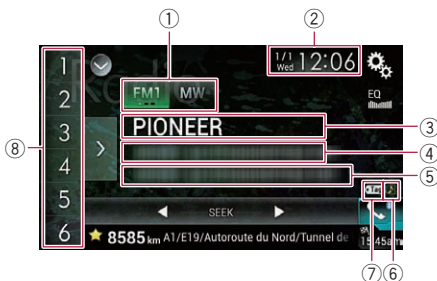 ① ②
1 1/1 Wed 12:06
2 FM1 MW EQ
3 PIONEER ③
④
⑧ 4
⑤
5 SEEK
6 8585 km A1/E19/Autoroute du Nord/Tunnel de
⑦ ⑥